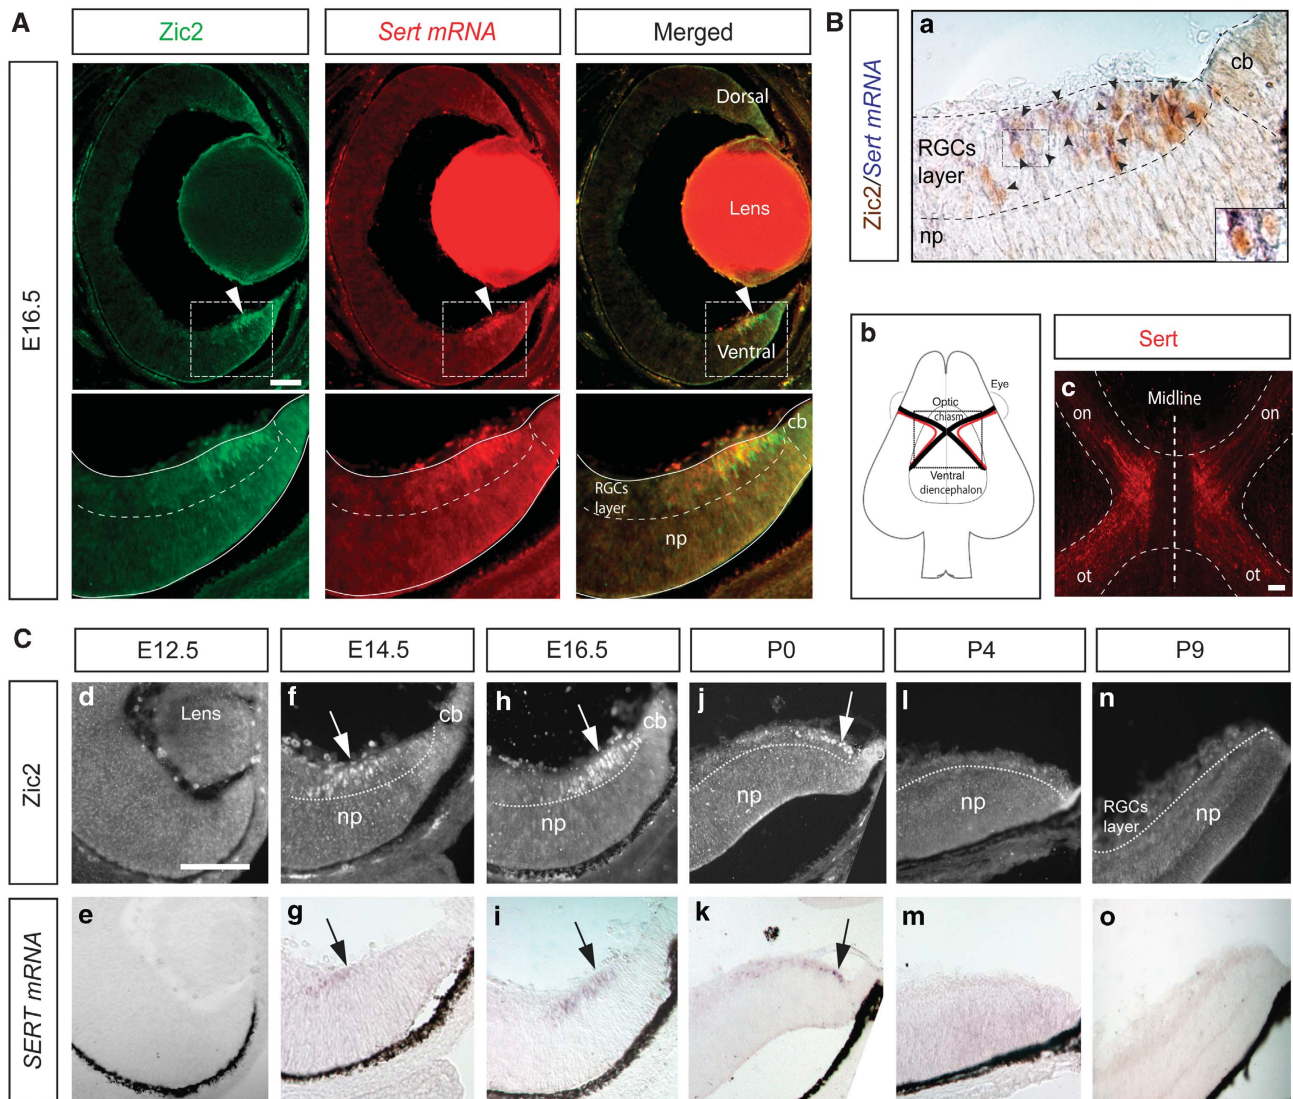 A
Zic2
Sert mRNA
Merged
E16.5
Dorsal
Lens
Ventral
RGCs
layer
np
cb
B
Zic2/Sert mRNA
a
cb
RGCs
layer
np
b
Eye
Optic
chiasm
Ventral
diencephalon
Sert
c
Midline
on
on
ot
ot
C
E12.5
E14.5
E16.5
P0
P4
P9
Zic2
d
Lens
f
cb
np
h
cb
np
j
np
l
np
n
RGCs
layer
np
SERT mRNA
e
g
i
k
m
o